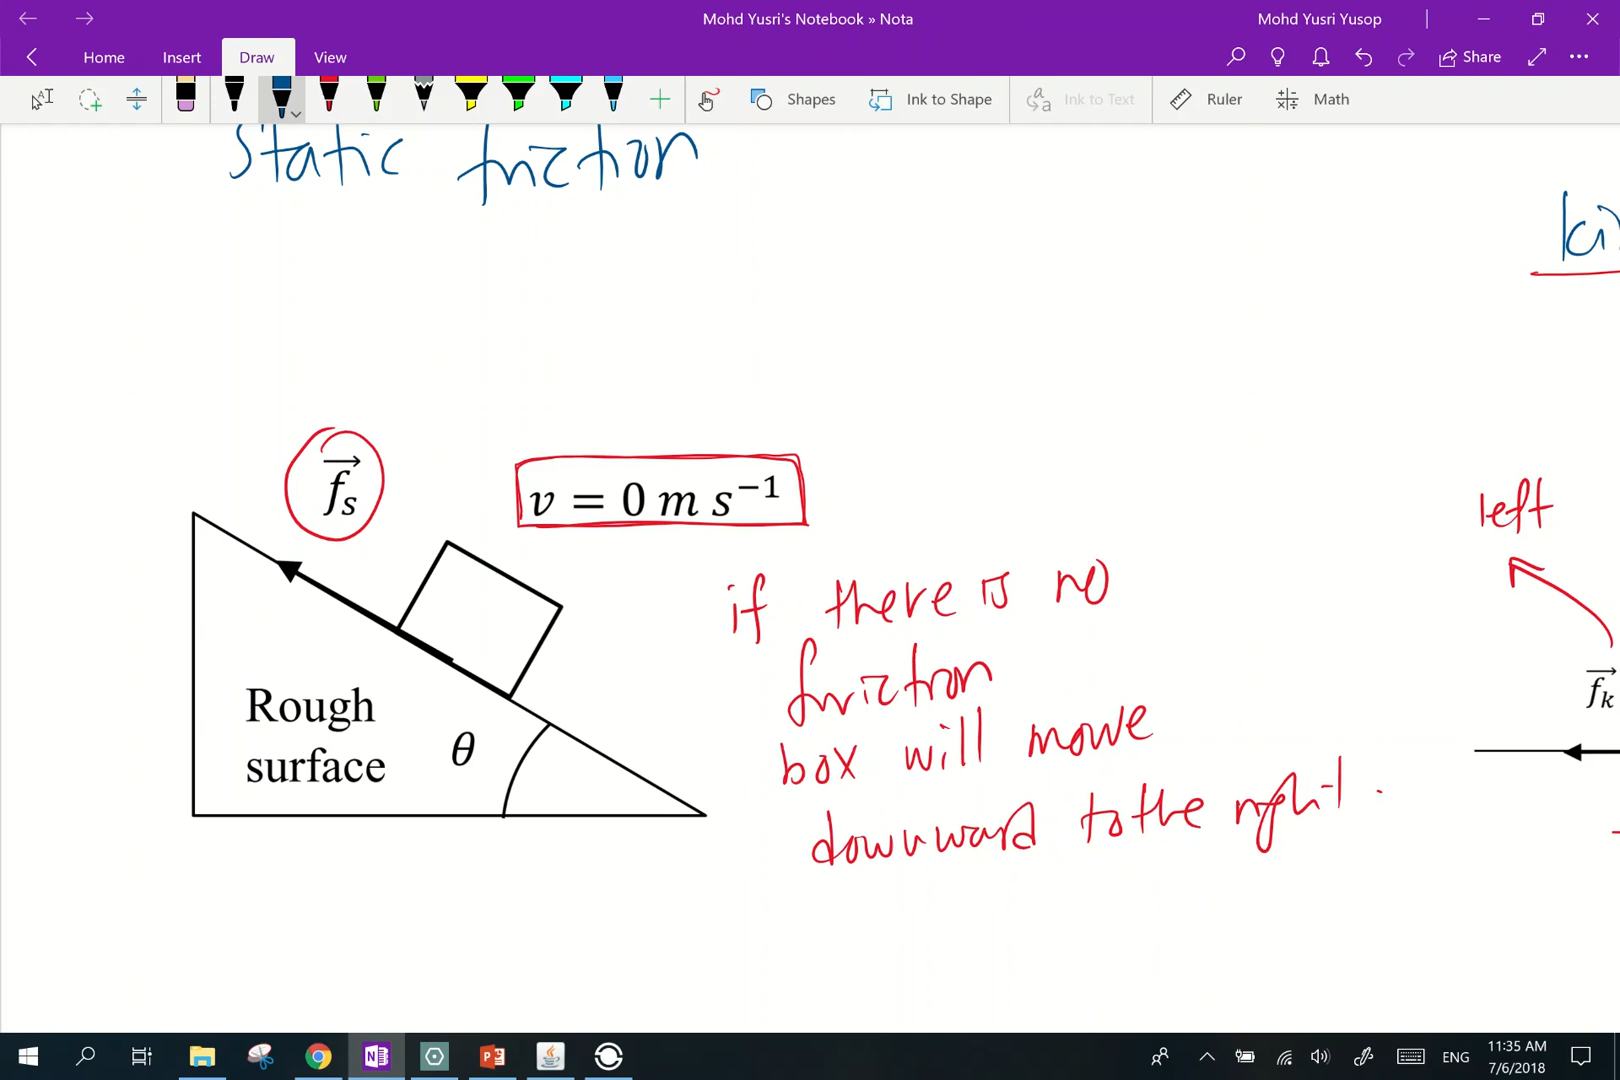 Mohd Yusri's Notebook » Nota
Mohd Yusri Yusop
Home
Insert
Draw
View
Share
Shapes
Ink to Shape
Ink to Text
Ruler
Math
static friction
ki
f⃗s
v = 0 m s⁻¹
left
if there is no
friction
box will move
downward to the right.
f⃗k
Rough
surface
θ
ENG
11:35 AM
7/6/2018